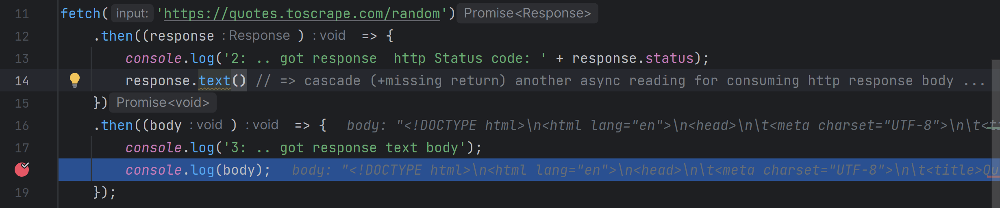 11 fetch( input: 'https://quotes.toscrape.com/random') Promise<Response>
12 .then((response : Response ) : void => {
13 console.log('2: .. got response  http Status code: ' + response.status);
14 response.text() // => cascade (+missing return) another async reading for consuming http response body ...
15 }) Promise<void>
16 .then((body : void ) : void => { body: "<!DOCTYPE html>\n<html lang="en">\n<head>\n\t<meta charset="UTF-8">\n\t<ti
17 console.log('3: .. got response text body');
console.log(body); body: "<!DOCTYPE html>\n<html lang="en">\n<head>\n\t<meta charset="UTF-8">\n\t<title>Qu
19 });